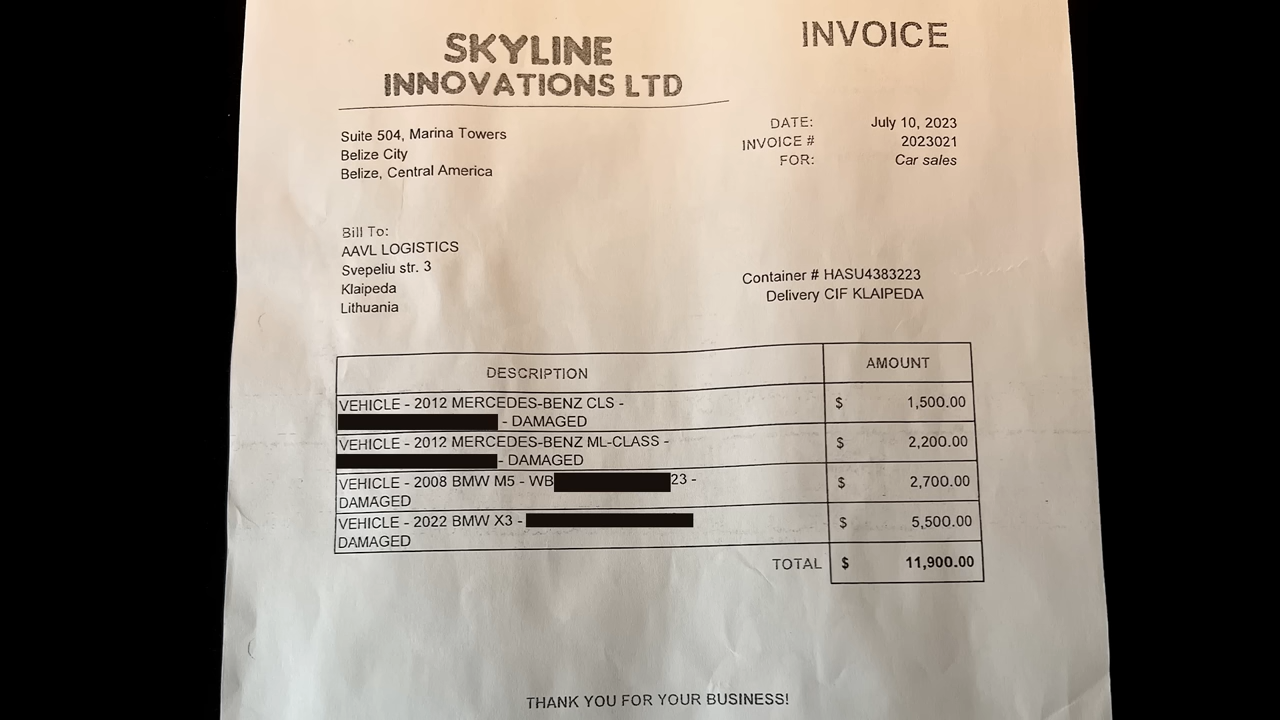 SKYLINE
INNOVATIONS LTD
INVOICE
Suite 504, Marina Towers
Belize City
Belize, Central America
DATE: July 10, 2023
INVOICE # 2023021
FOR: Car sales
Bill To:
AAVL LOGISTICS
Svepeliu str. 3
Klaipeda
Lithuania
Container # HASU4383223
Delivery CIF KLAIPEDA
DESCRIPTION AMOUNT
VEHICLE - 2012 MERCEDES-BENZ CLS -
- DAMAGED
$ 1,500.00
VEHICLE - 2012 MERCEDES-BENZ ML-CLASS -
- DAMAGED
$ 2,200.00
VEHICLE - 2008 BMW M5 - WB 23 -
DAMAGED
$ 2,700.00
VEHICLE - 2022 BMW X3 -
DAMAGED
$ 5,500.00
TOTAL $ 11,900.00
THANK YOU FOR YOUR BUSINESS!